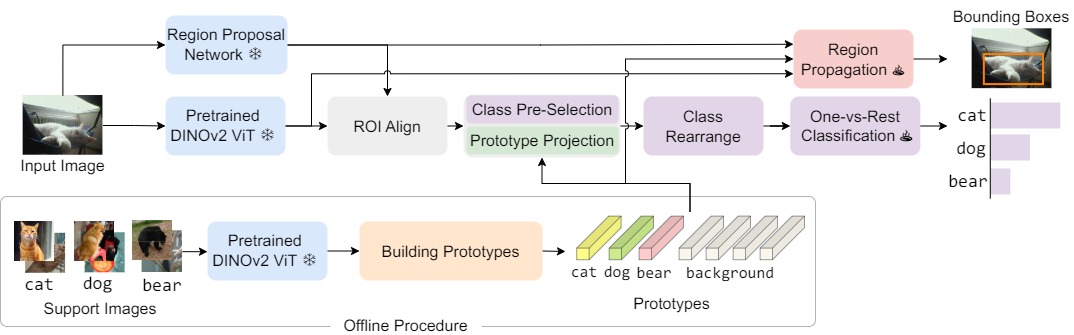 Bounding Boxes
Region Proposal
Network
Region
Propagation
Pretrained
DINOv2 ViT
ROI Align
Class Pre-Selection
Prototype Projection
Class
Rearrange
One-vs-Rest
Classification
cat
dog
bear
Input Image
Pretrained
DINOv2 ViT
Building Prototypes
cat dog bear background
cat dog bear
Support Images
Prototypes
Offline Procedure